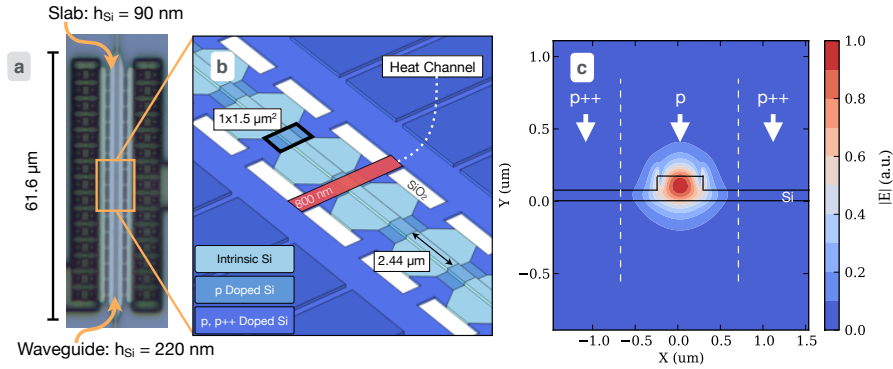 Slab: hSi = 90 nm
a
61.6 µm
Waveguide: hSi = 220 nm
b
Heat Channel
1x1.5 µm²
800 nm
SiO₂
2.44 µm
Intrinsic Si
p Doped Si
p, p++ Doped Si
c
p++ p p++
Si
Y (um)
1.0
0.5
0.0
−0.5
−1.0 −0.5 0.0 0.5 1.0 1.5
X (um)
1.0
0.8
0.6
0.4
0.2
0.0
|E| (a.u.)